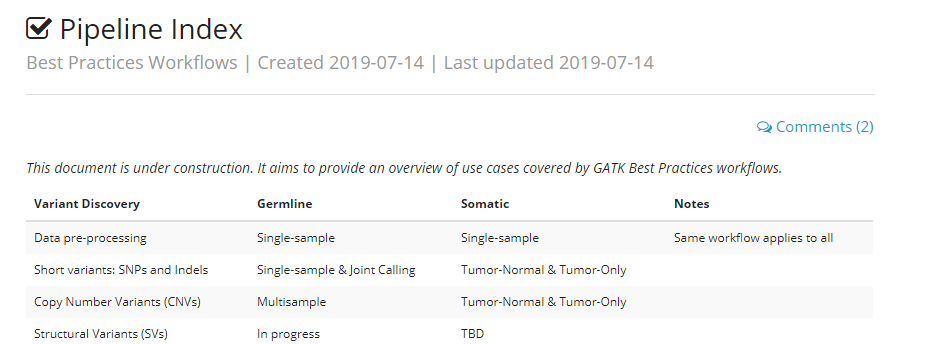 Pipeline Index
Best Practices Workflows | Created 2019-07-14 | Last updated 2019-07-14
Comments (2)
This document is under construction. It aims to provide an overview of use cases covered by GATK Best Practices workflows.
Variant Discovery Germline Somatic Notes
Data pre-processing Single-sample Single-sample Same workflow applies to all
Short variants: SNPs and Indels Single-sample & Joint Calling Tumor-Normal & Tumor-Only
Copy Number Variants (CNVs) Multisample Tumor-Normal & Tumor-Only
Structural Variants (SVs) In progress TBD